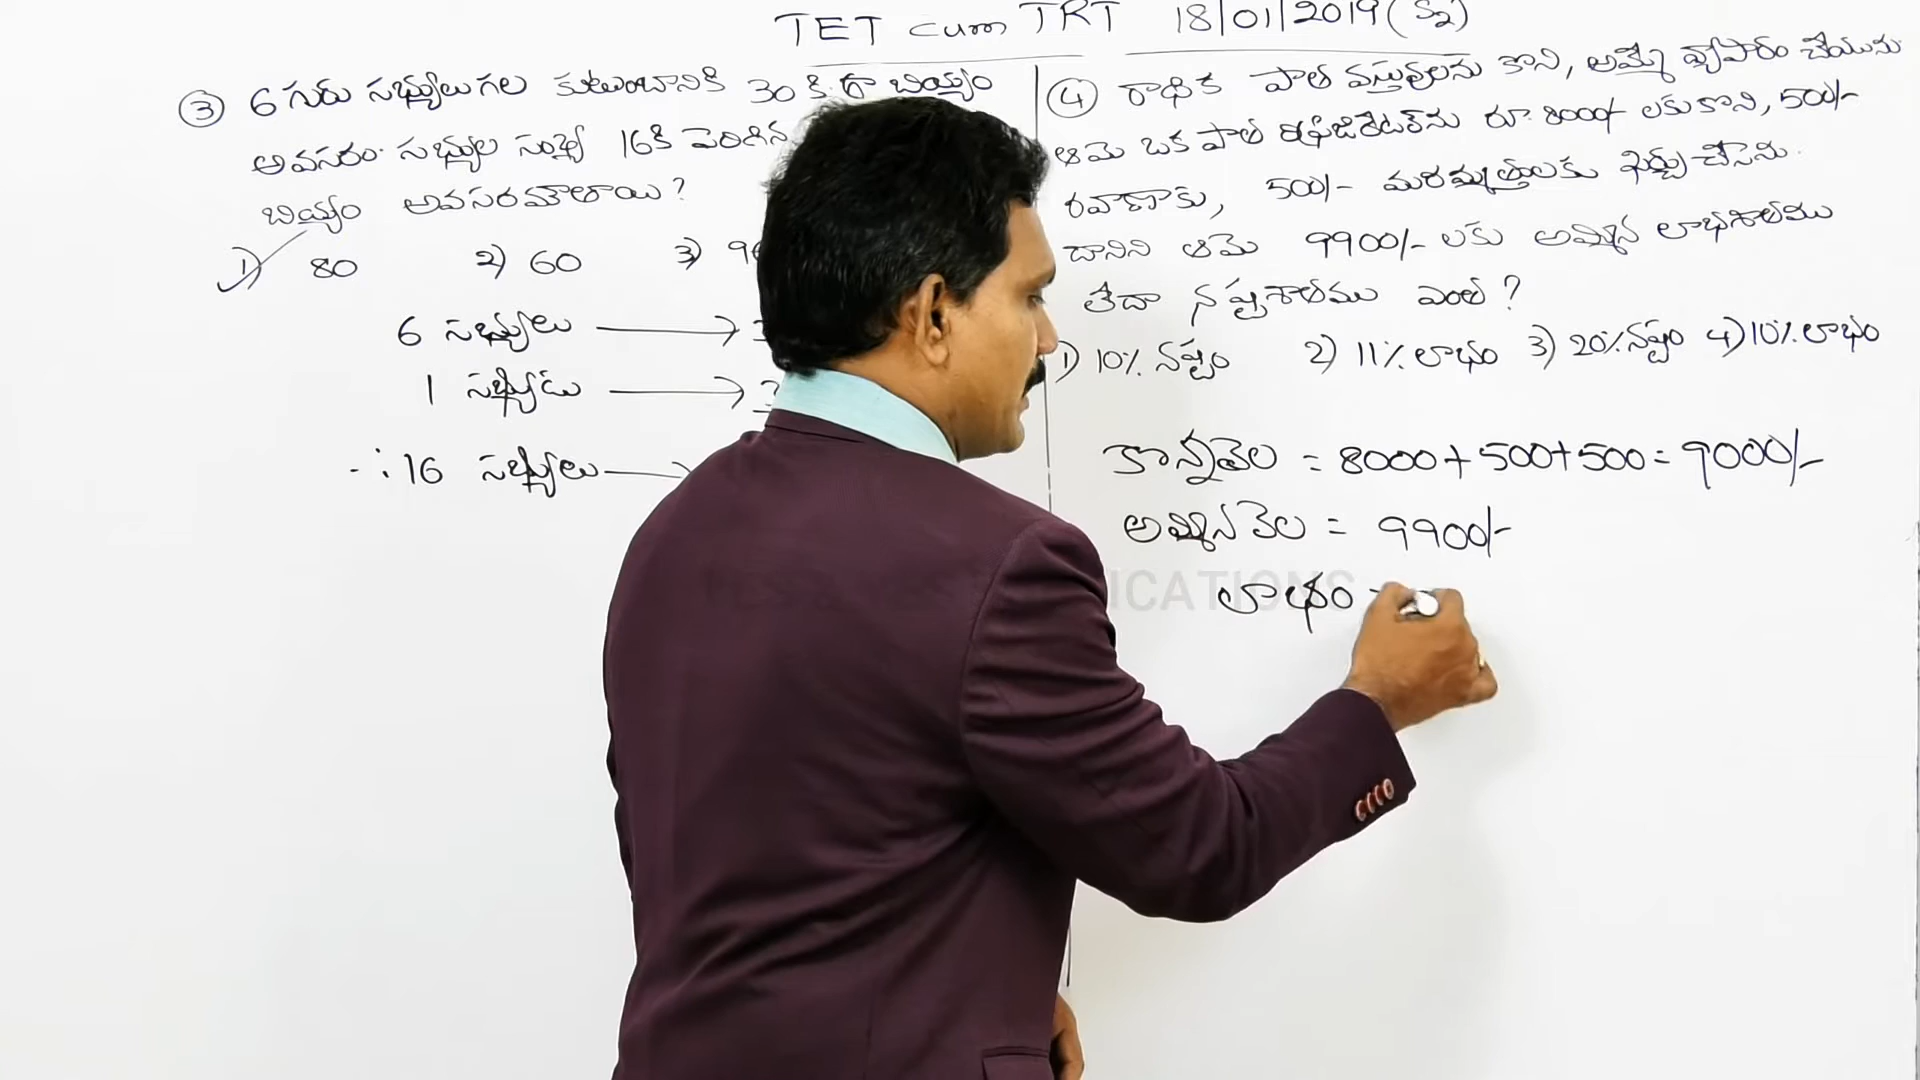 TET cum TRT 18/01/2019 (
③ 6గురు సభ్యులుగల కుటుంబానికి 30 కి.గ్రా బియ్యం
అవసరం. సభ్యుల సంఖ్య 16కి పెరిగిన
బియ్యం అవసరమౌతాయి?
1) 80 2) 60 3) 9
6 సభ్యులు
1 సభ్యుడు
∴ 16 సభ్యులు
④ రాధిక పాత వస్తువులను కొని, అమ్మే వ్యాపారం చేయును
ఆమె ఒక పాత రిఫ్రిజిరేటర్‌ను రూ. 8000/- లకు కొని, 500/-
రవాణాకు, 500/- మరమ్మత్తులకు ఖర్చు చేసెను.
దానిని ఆమె 9900/- లకు అమ్మిన లాభశాతము
లేదా నష్టశాతము ఎంత?
1) 10% నష్టం 2) 11% లాభం 3) 20% నష్టం 4) 10% లాభం
కొన్నవెల = 8000 + 500 + 500 = 9000/-
అమ్మినవెల = 9900/-
లాభం
ICATIONS